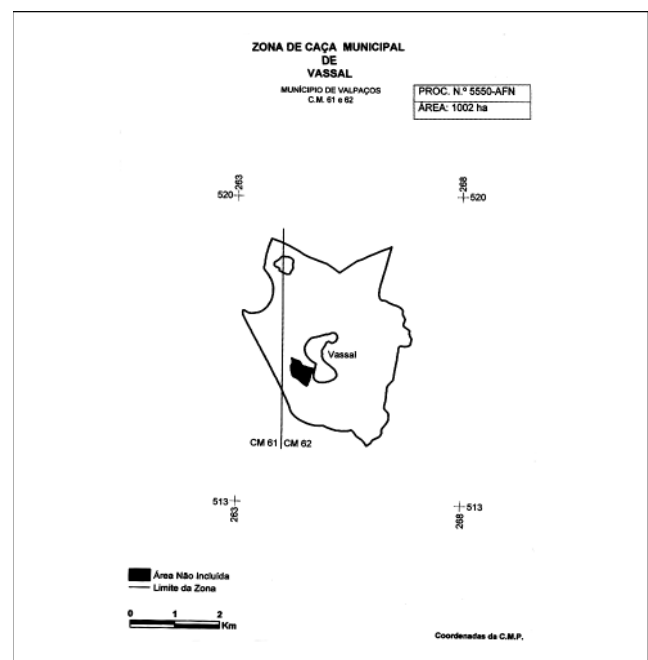 ZONA DE CAÇA MUNICIPAL
DE
VASSAL
MUNÍCIPIO DE VALPAÇOS
C.M. 61 e 62
PROC. N.º 5550-AFN
ÁREA: 1002 ha
263
520
268
520
Vassal
CM 61 CM 62
513
263
513
268
Área Não Incluída
Limite da Zona
0 1 2
Km
Coordenadas da C.M.P.